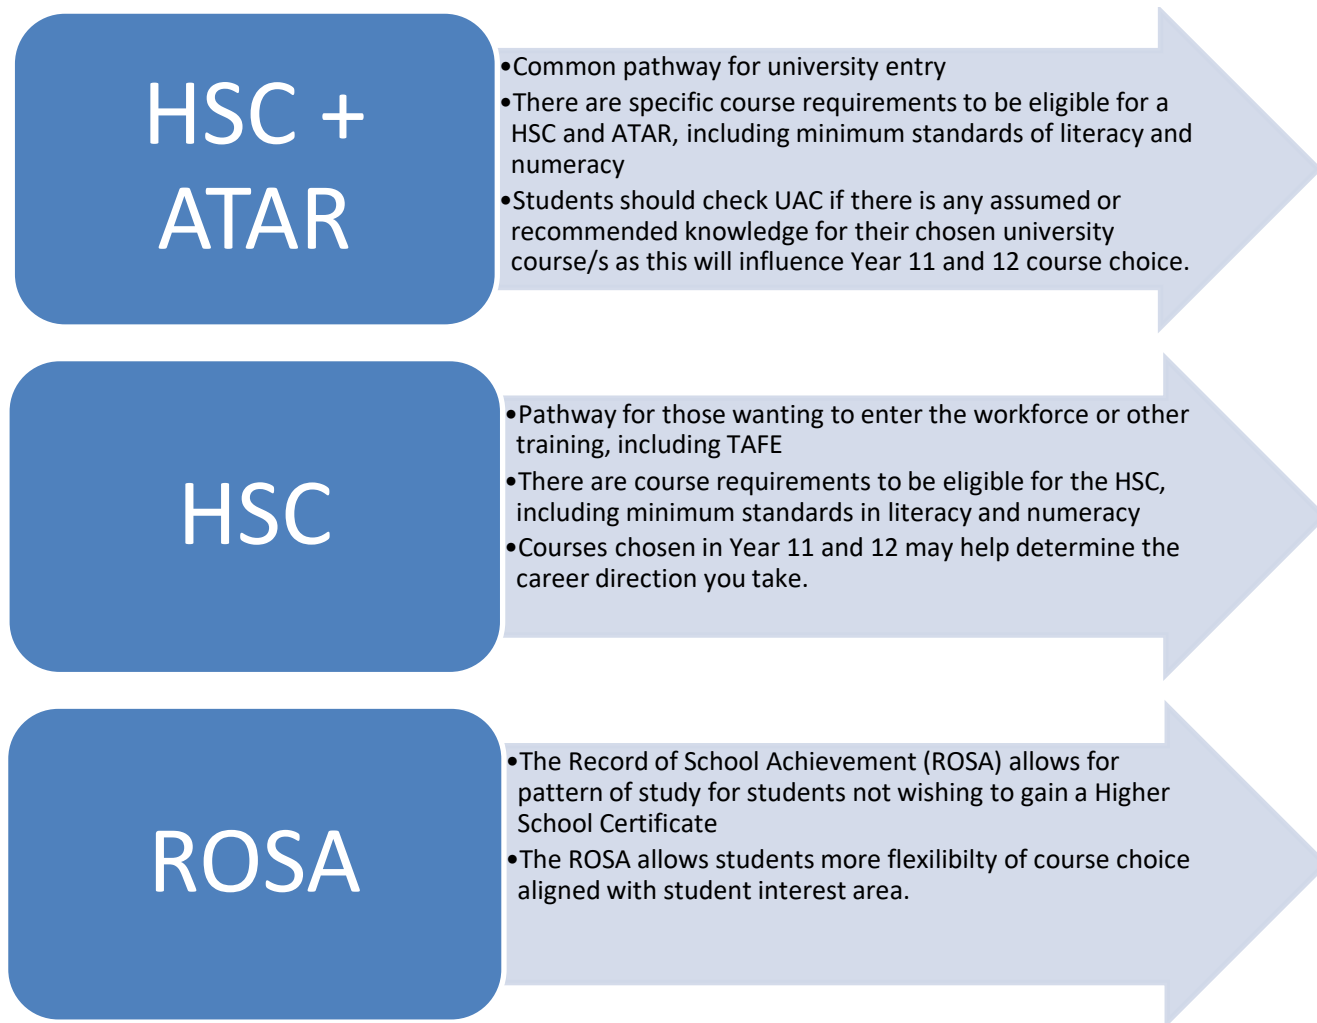 HSC +
ATAR
•Common pathway for university entry
•There are specific course requirements to be eligible for a
HSC and ATAR, including minimum standards of literacy and
numeracy
•Students should check UAC if there is any assumed or
recommended knowledge for their chosen university
course/s as this will influence Year 11 and 12 course choice.
HSC
•Pathway for those wanting to enter the workforce or other
training, including TAFE
•There are course requirements to be eligible for the HSC,
including minimum standards in literacy and numeracy
•Courses chosen in Year 11 and 12 may help determine the
career direction you take.
ROSA
•The Record of School Achievement (ROSA) allows for
pattern of study for students not wishing to gain a Higher
School Certificate
•The ROSA allows students more flexilibilty of course choice
aligned with student interest area.